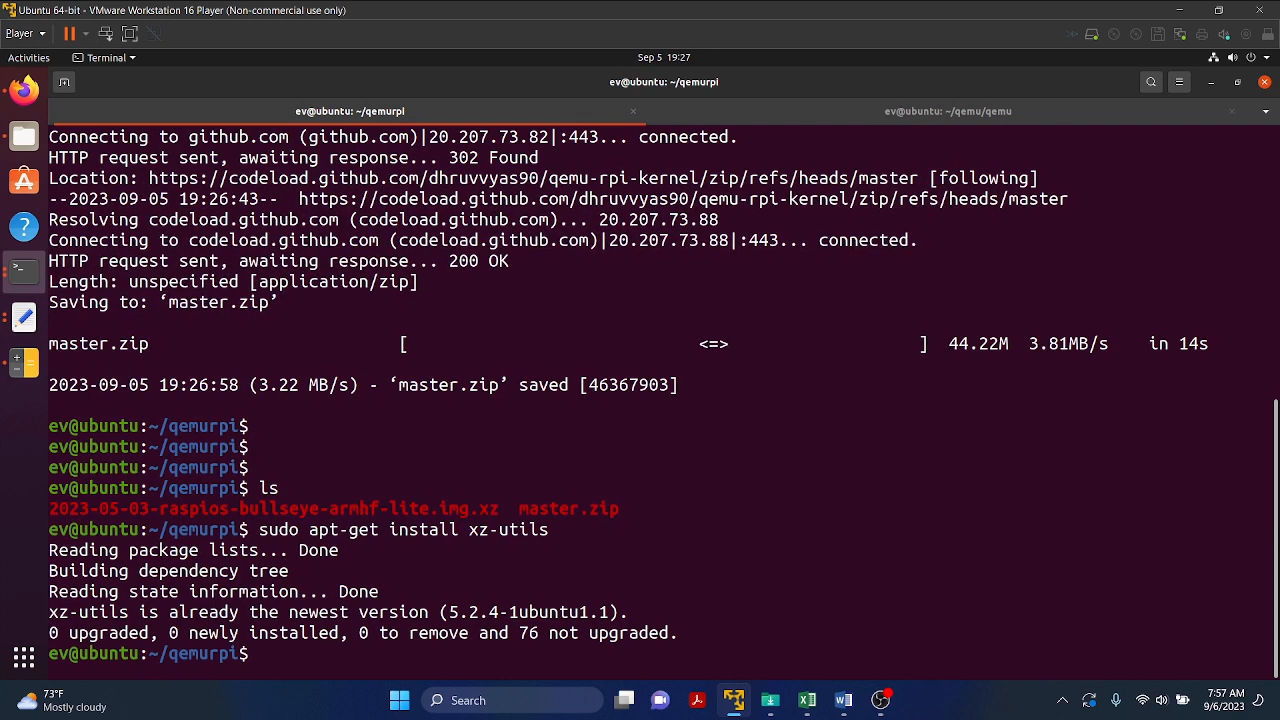 Ubuntu 64-bit - VMware Workstation 16 Player (Non-commercial use only)
Player
Activities
Terminal
Sep 5 19:27
ev@ubuntu: ~/qemurpi
ev@ubuntu: ~/qemurpi
ev@ubuntu: ~/qemu/qemu
Connecting to github.com (github.com)|20.207.73.82|:443... connected.
HTTP request sent, awaiting response... 302 Found
Location: https://codeload.github.com/dhruvvyas90/qemu-rpi-kernel/zip/refs/heads/master [following]
--2023-09-05 19:26:43--  https://codeload.github.com/dhruvvyas90/qemu-rpi-kernel/zip/refs/heads/master
Resolving codeload.github.com (codeload.github.com)... 20.207.73.88
Connecting to codeload.github.com (codeload.github.com)|20.207.73.88|:443... connected.
HTTP request sent, awaiting response... 200 OK
Length: unspecified [application/zip]
Saving to: ‘master.zip’
master.zip [ <=> ] 44.22M 3.81MB/s in 14s
2023-09-05 19:26:58 (3.22 MB/s) - ‘master.zip’ saved [46367903]
ev@ubuntu:~/qemurpi$
ev@ubuntu:~/qemurpi$
ev@ubuntu:~/qemurpi$
ev@ubuntu:~/qemurpi$ ls
2023-05-03-raspios-bullseye-armhf-lite.img.xz  master.zip
ev@ubuntu:~/qemurpi$ sudo apt-get install xz-utils
Reading package lists... Done
Building dependency tree
Reading state information... Done
xz-utils is already the newest version (5.2.4-1ubuntu1.1).
0 upgraded, 0 newly installed, 0 to remove and 76 not upgraded.
ev@ubuntu:~/qemurpi$
73°F
Mostly cloudy
Search
7:57 AM
9/6/2023